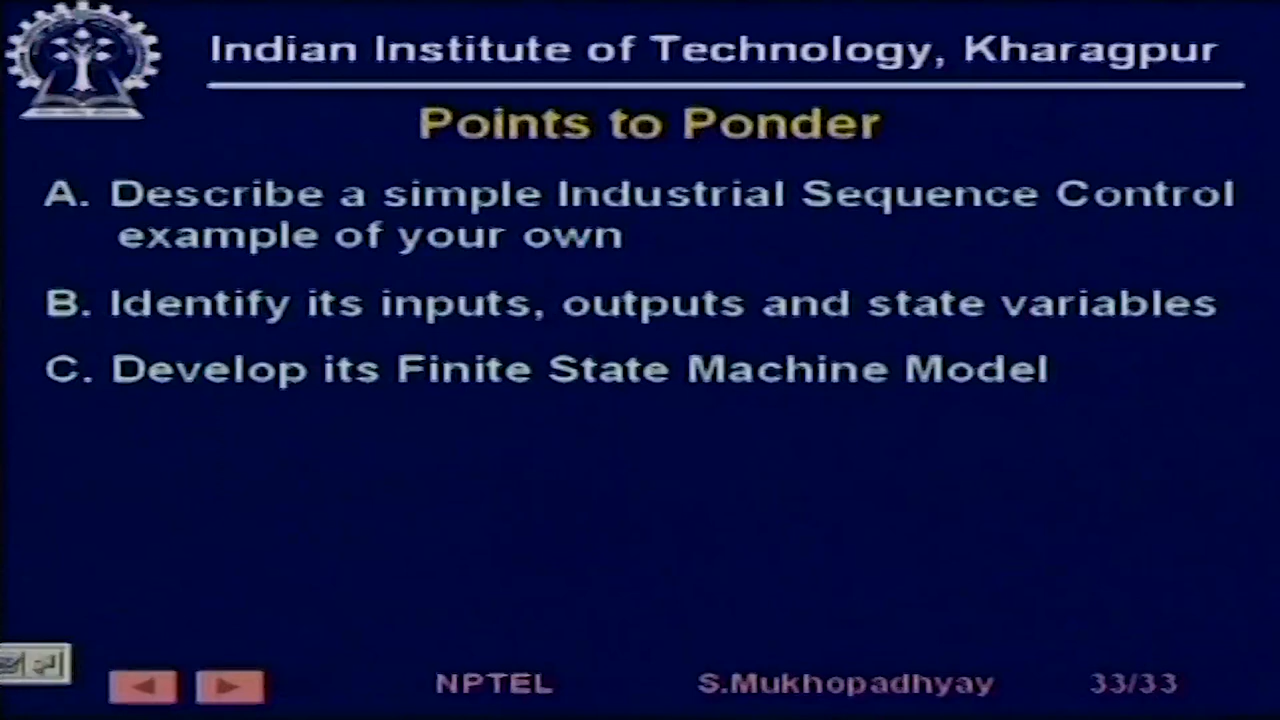 Indian Institute of Technology, Kharagpur
Points to Ponder
A. Describe a simple Industrial Sequence Control
example of your own
B. Identify its inputs, outputs and state variables
C. Develop its Finite State Machine Model
NPTEL S.Mukhopadhyay 33/33